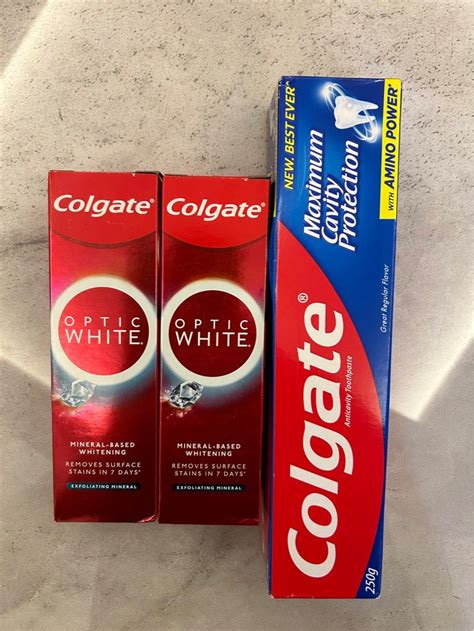 Colgate®
OPTIC
WHITE®
MINERAL-BASED
WHITENING
REMOVES SURFACE
STAINS IN 7 DAYS*
EXFOLIATING MINERAL
Colgate®
OPTIC
WHITE®
MINERAL-BASED
WHITENING
REMOVES SURFACE
STAINS IN 7 DAYS*
EXFOLIATING MINERAL
NEW. BEST EVER*
Maximum
Cavity
Protection
WITH AMINO POWER*
Colgate®
Anticavity Toothpaste
Great Regular Flavor
250g